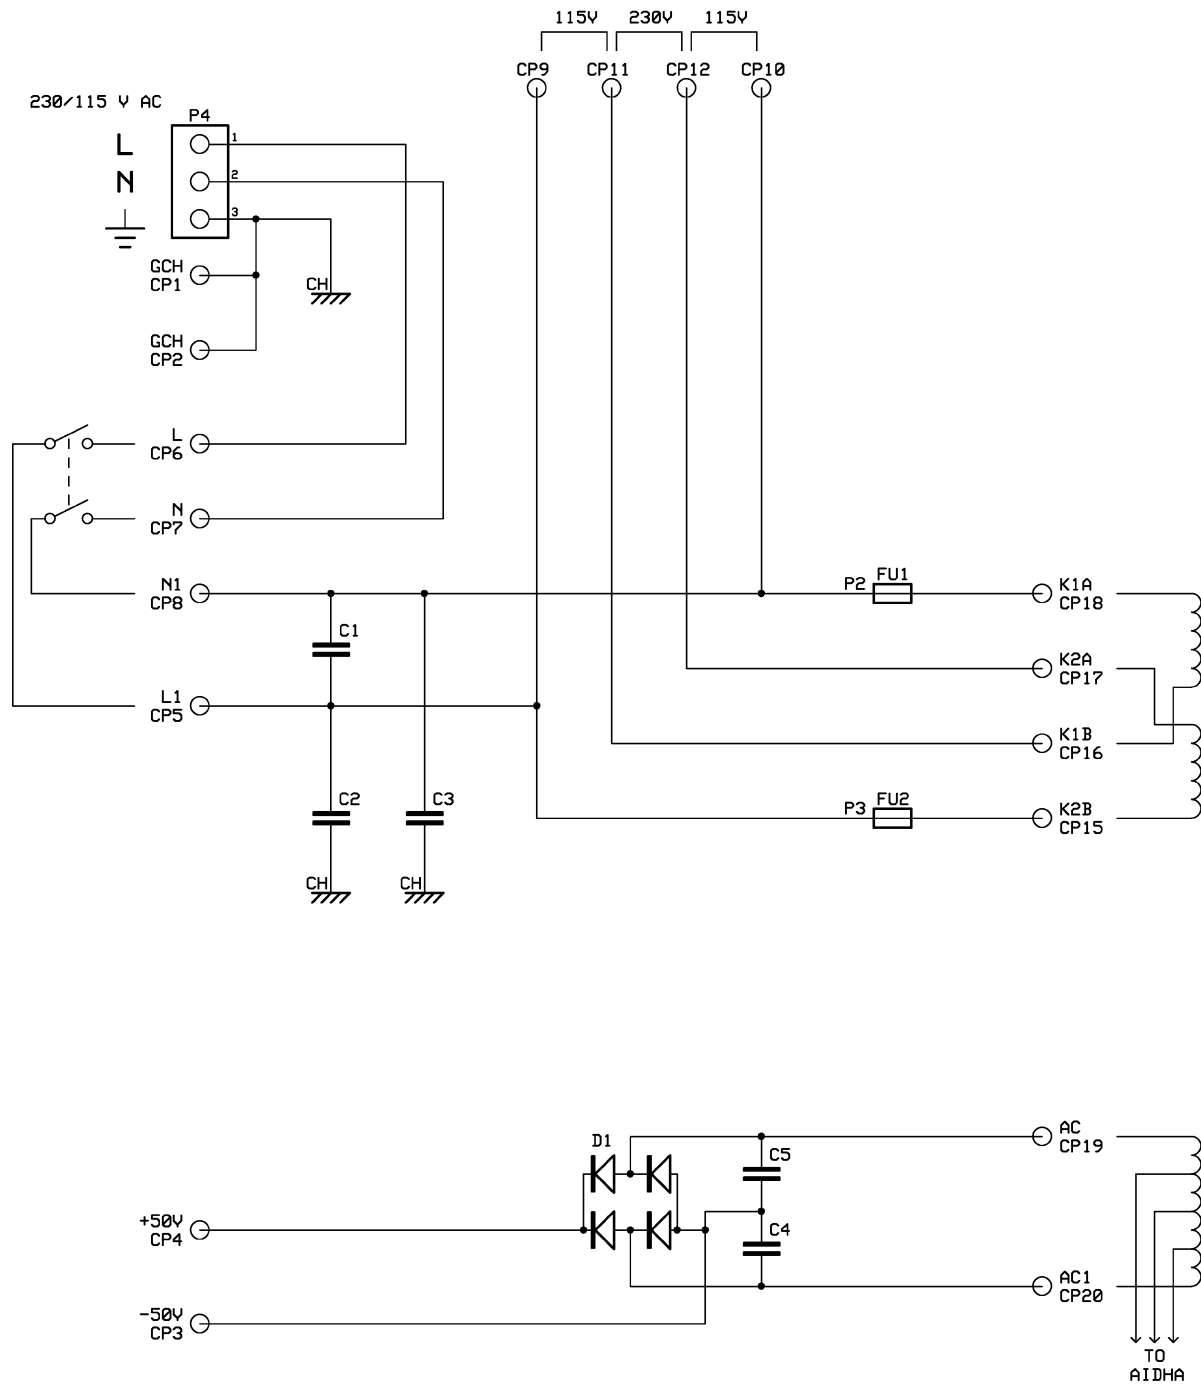 115V 230V 115V
CP9 CP11 CP12 CP10
230/115 V AC
P4
L
1
N
2
3
GCH
CP1
CH
GCH
CP2
L
CP6
N
CP7
N1
CP8
P2 FU1
K1A
CP18
C1
K2A
CP17
L1
CP5
K1B
CP16
C2 C3
P3 FU2
K2B
CP15
CH CH
D1
AC
CP19
C5
+50V
CP4
C4
AC1
CP20
-50V
CP3
TO
AIDHA